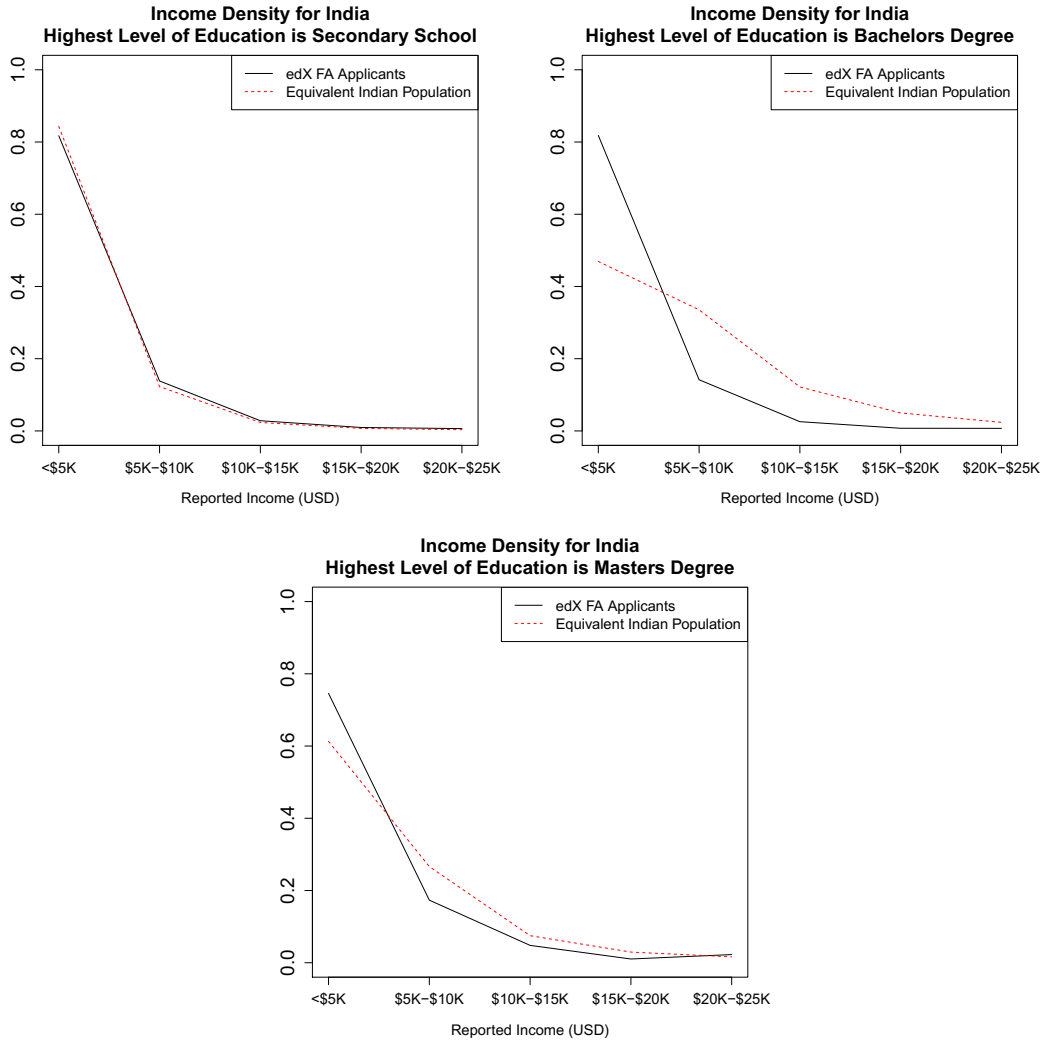 Income Density for India
Highest Level of Education is Secondary School
edX FA Applicants
Equivalent Indian Population
1.0
0.8
0.6
0.4
0.2
0.0
<$5K $5K−$10K $10K−$15K $15K−$20K $20K−$25K
Reported Income (USD)
Income Density for India
Highest Level of Education is Bachelors Degree
edX FA Applicants
Equivalent Indian Population
1.0
0.8
0.6
0.4
0.2
0.0
<$5K $5K−$10K $10K−$15K $15K−$20K $20K−$25K
Reported Income (USD)
Income Density for India
Highest Level of Education is Masters Degree
edX FA Applicants
Equivalent Indian Population
1.0
0.8
0.6
0.4
0.2
0.0
<$5K $5K−$10K $10K−$15K $15K−$20K $20K−$25K
Reported Income (USD)